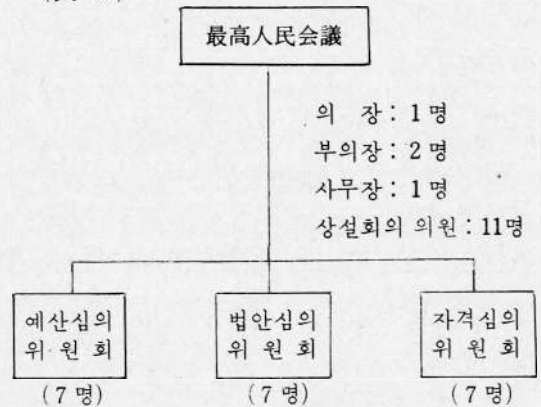 最高人民会議
의 장 : 1 명
부의장 : 2 명
사무장 : 1 명
상설회의 의원 : 11명
예산심의
위 원 회
(7 명)
법안심의
위 원 회
(7 명)
자격심의
위 원 회
(7 명)